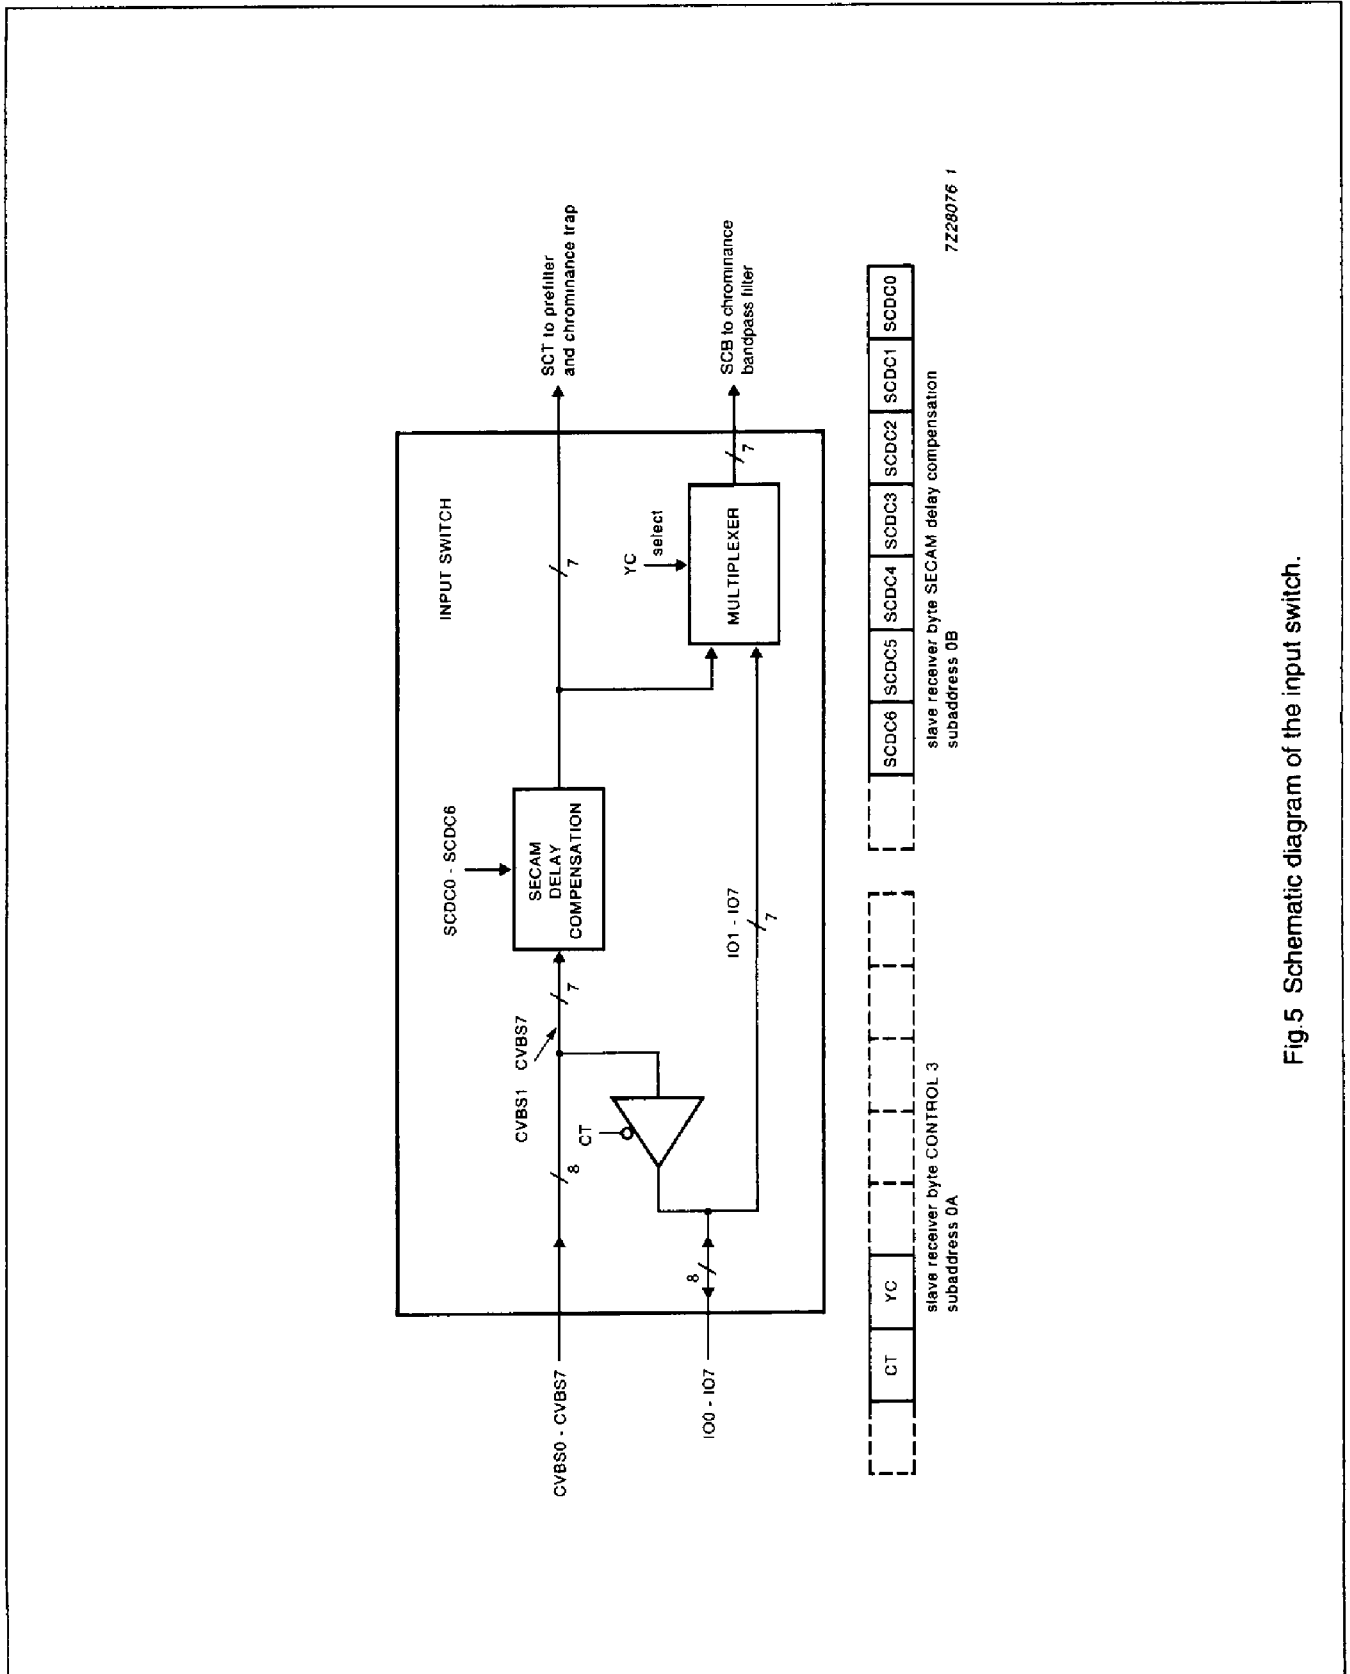 INPUT SWITCH
SCDC0 - SCDC6
SECAM
DELAY
COMPENSATION
CVBS0 - CVBS7
8
CVBS1 CVBS7
7
7
SCT to prefilter
and chrominance trap
CT
YC
select
MULTIPLEXER
7
SCB to chrominance
bandpass filter
IO0 - IO7
8
IO1 - IO7
7
CT
YC
slave receiver byte CONTROL 3
subaddress 0A
SCDC6
SCDC5
SCDC4
SCDC3
SCDC2
SCDC1
SCDC0
slave receiver byte SECAM delay compensation
subaddress 0B
7Z28076 1
Fig.5 Schematic diagram of the input switch.